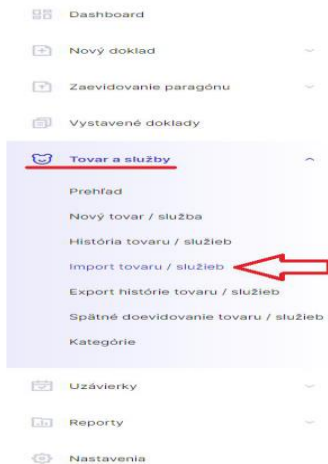 Dashboard
Nový doklad
Zaevidovanie paragónu
Vystavené doklady
Tovar a služby
Prehľad
Nový tovar / služba
História tovaru / služieb
Import tovaru / služieb
Export histórie tovaru / služieb
Spätné doevidovanie tovaru / služieb
Kategórie
Uzávierky
Reporty
Nastavenia